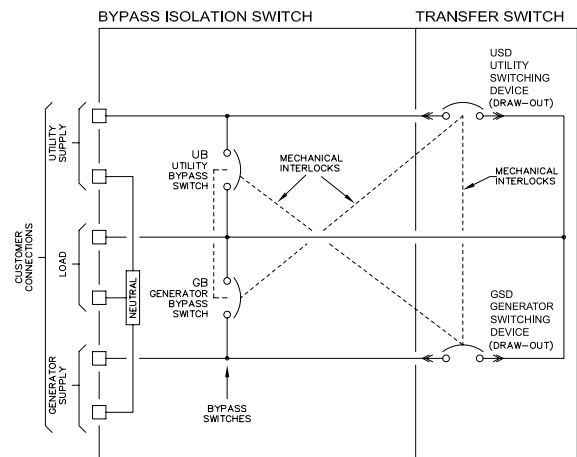 BYPASS ISOLATION SWITCH
TRANSFER SWITCH
USD
UTILITY
SWITCHING
DEVICE
(DRAW-OUT)
UB
UTILITY
BYPASS
SWITCH
MECHANICAL
INTERLOCKS
MECHANICAL
INTERLOCKS
CUSTOMER
CONNECTIONS
UTILITY
SUPPLY
LOAD
GENERATOR
SUPPLY
NEUTRAL
GB
GENERATOR
BYPASS
SWITCH
GSD
GENERATOR
SWITCHING
DEVICE
(DRAW-OUT)
BYPASS
SWITCHES